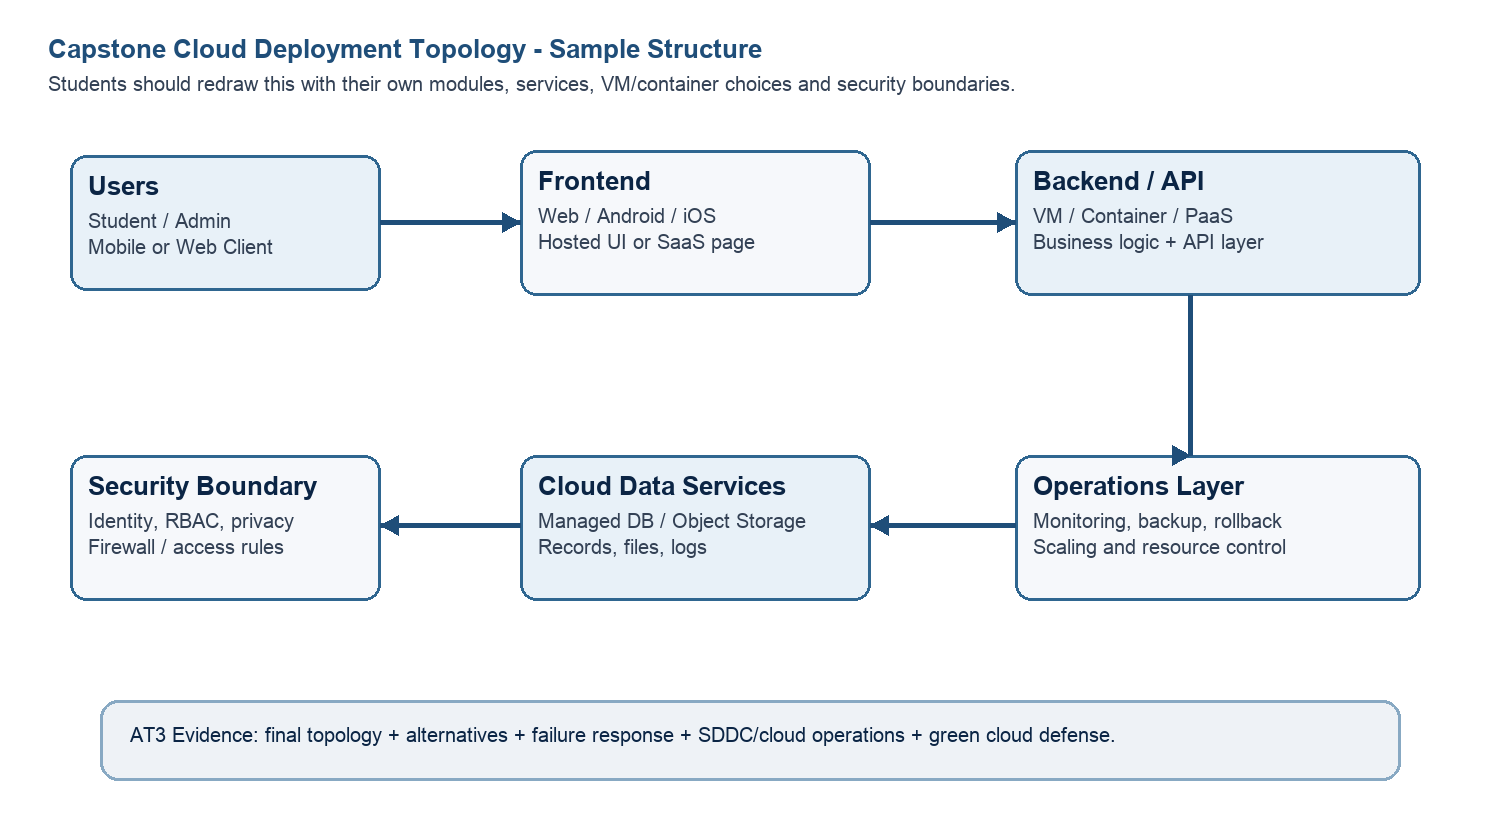 Capstone Cloud Deployment Topology - Sample Structure
Students should redraw this with their own modules, services, VM/container choices and security boundaries.
Users
Student / Admin
Mobile or Web Client
Frontend
Web / Android / iOS
Hosted UI or SaaS page
Backend / API
VM / Container / PaaS
Business logic + API layer
Security Boundary
Identity, RBAC, privacy
Firewall / access rules
Cloud Data Services
Managed DB / Object Storage
Records, files, logs
Operations Layer
Monitoring, backup, rollback
Scaling and resource control
AT3 Evidence: final topology + alternatives + failure response + SDDC/cloud operations + green cloud defense.